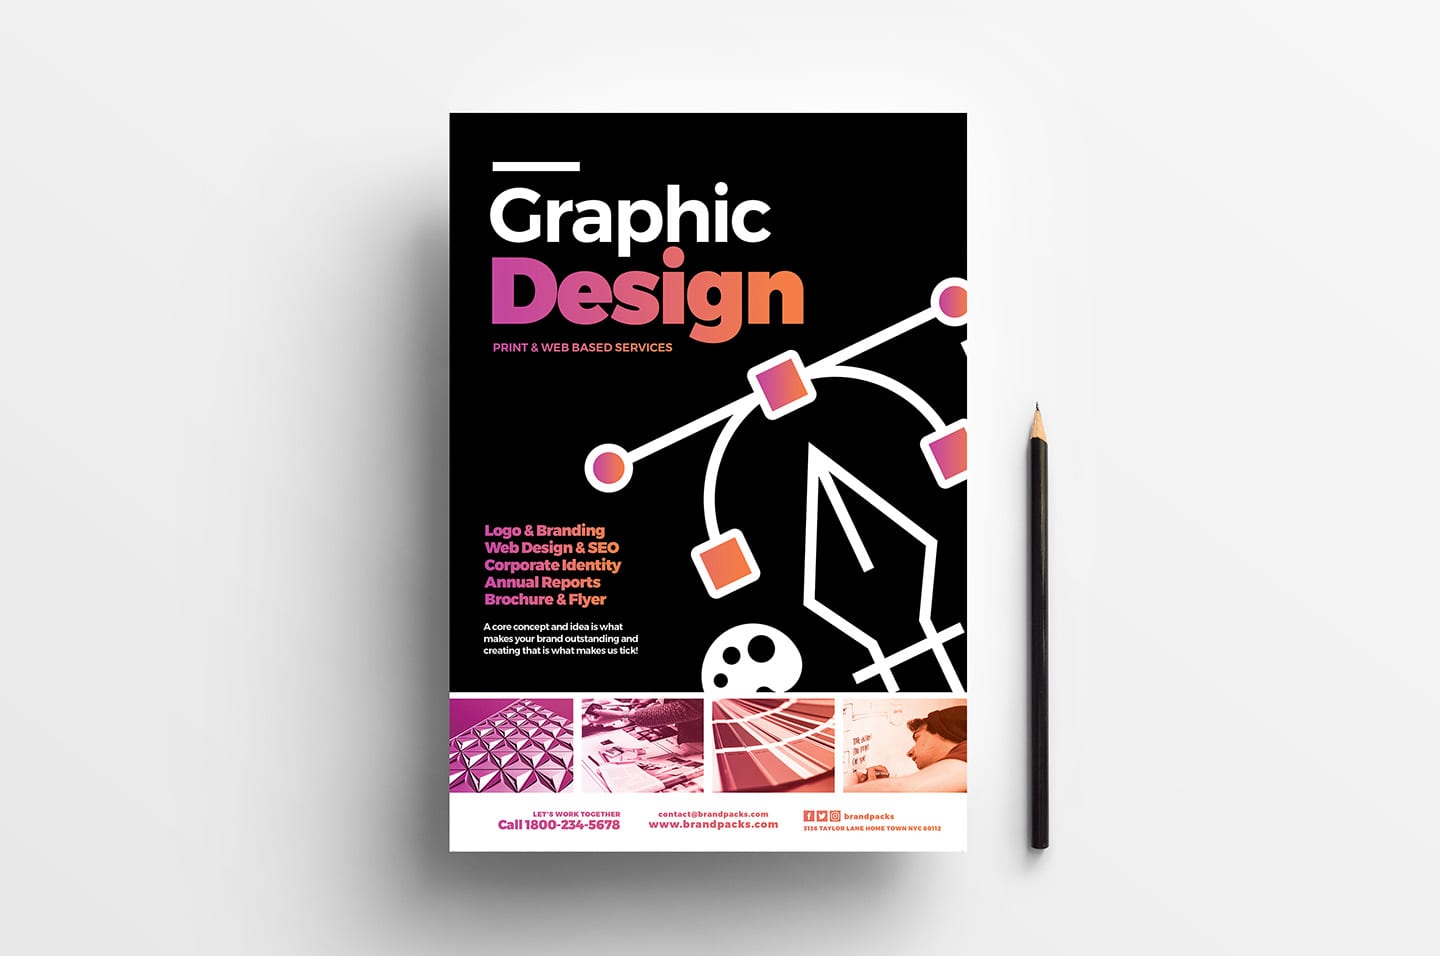 Graphic
Design
PRINT & WEB BASED SERVICES
Logo & Branding
Web Design & SEO
Corporate Identity
Annual Reports
Brochure & Flyer
A core concept and idea is what
makes your brand outstanding and
creating that is what makes us tick!
LET'S WORK TOGETHER
Call 1800-234-5678
contact@brandpacks.com
www.brandpacks.com
brandpacks
3136 TAYLOR LANE HOME TOWN NYC 80112